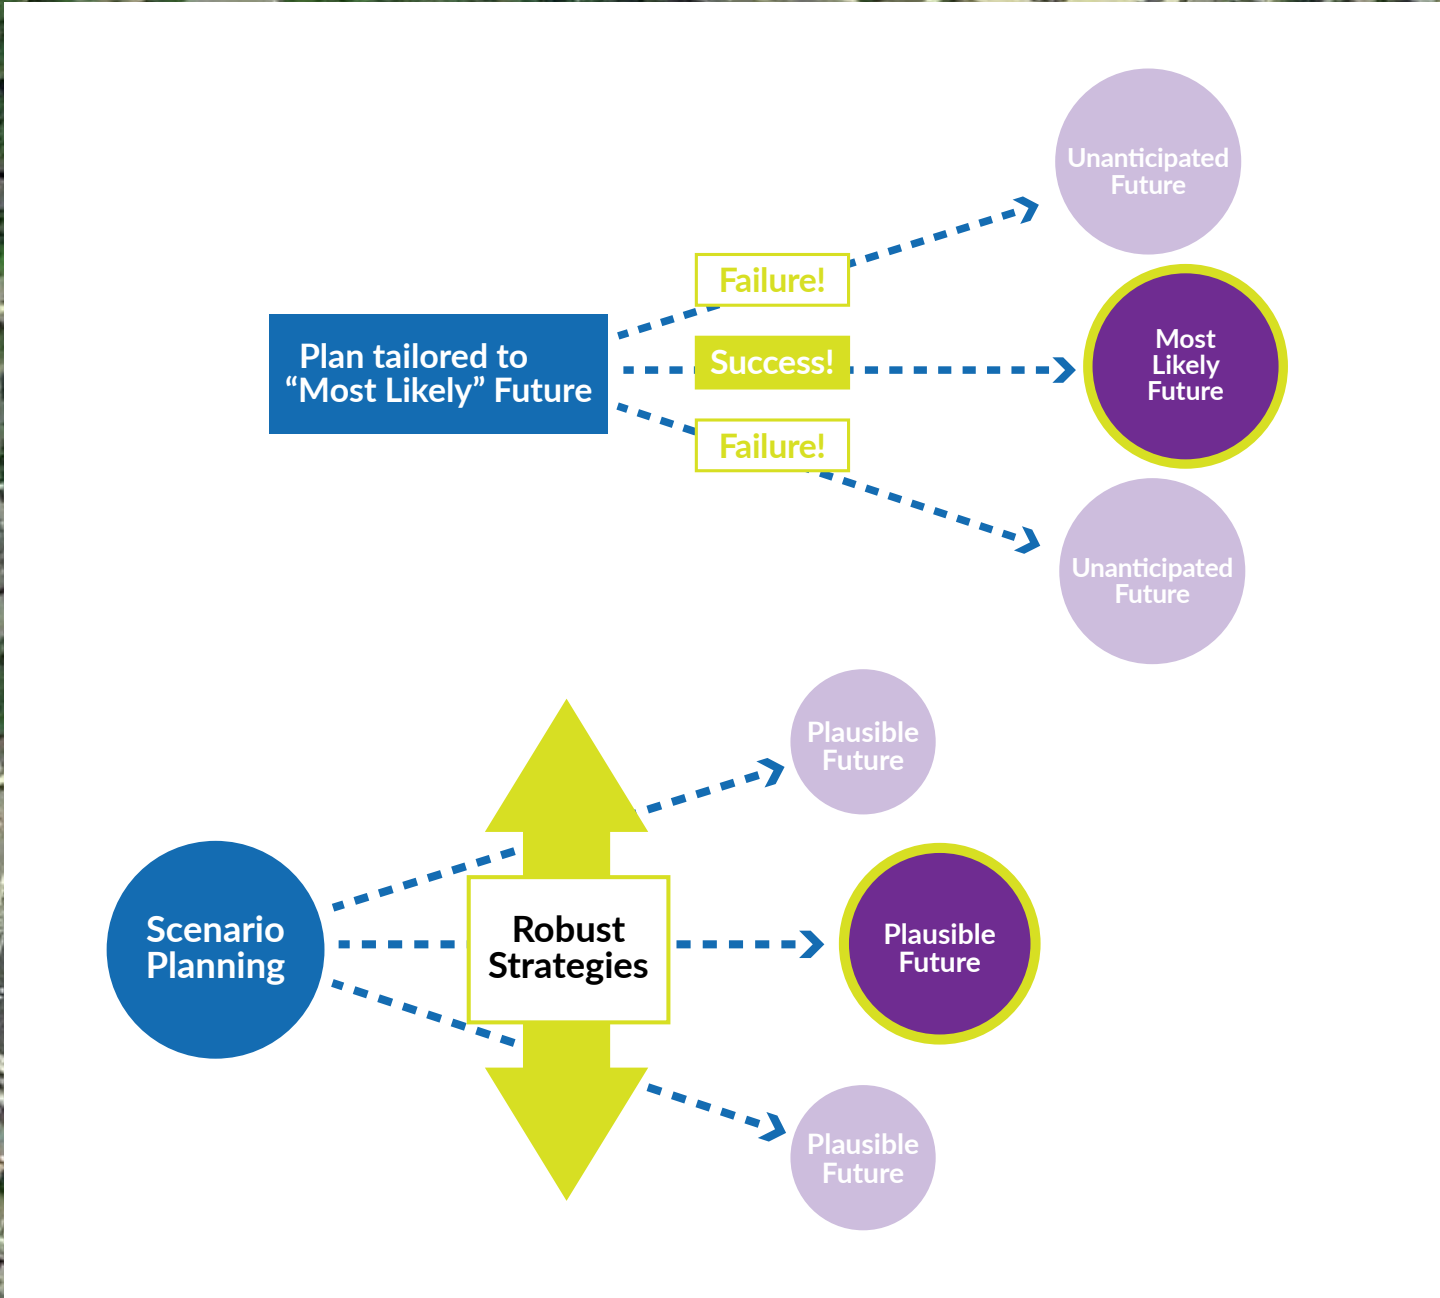 Unanticipated
Future
Failure!
Plan tailored to
“Most Likely” Future
Success!
Most
Likely
Future
Failure!
Unanticipated
Future
Plausible
Future
Scenario
Planning
Robust
Strategies
Plausible
Future
Plausible
Future